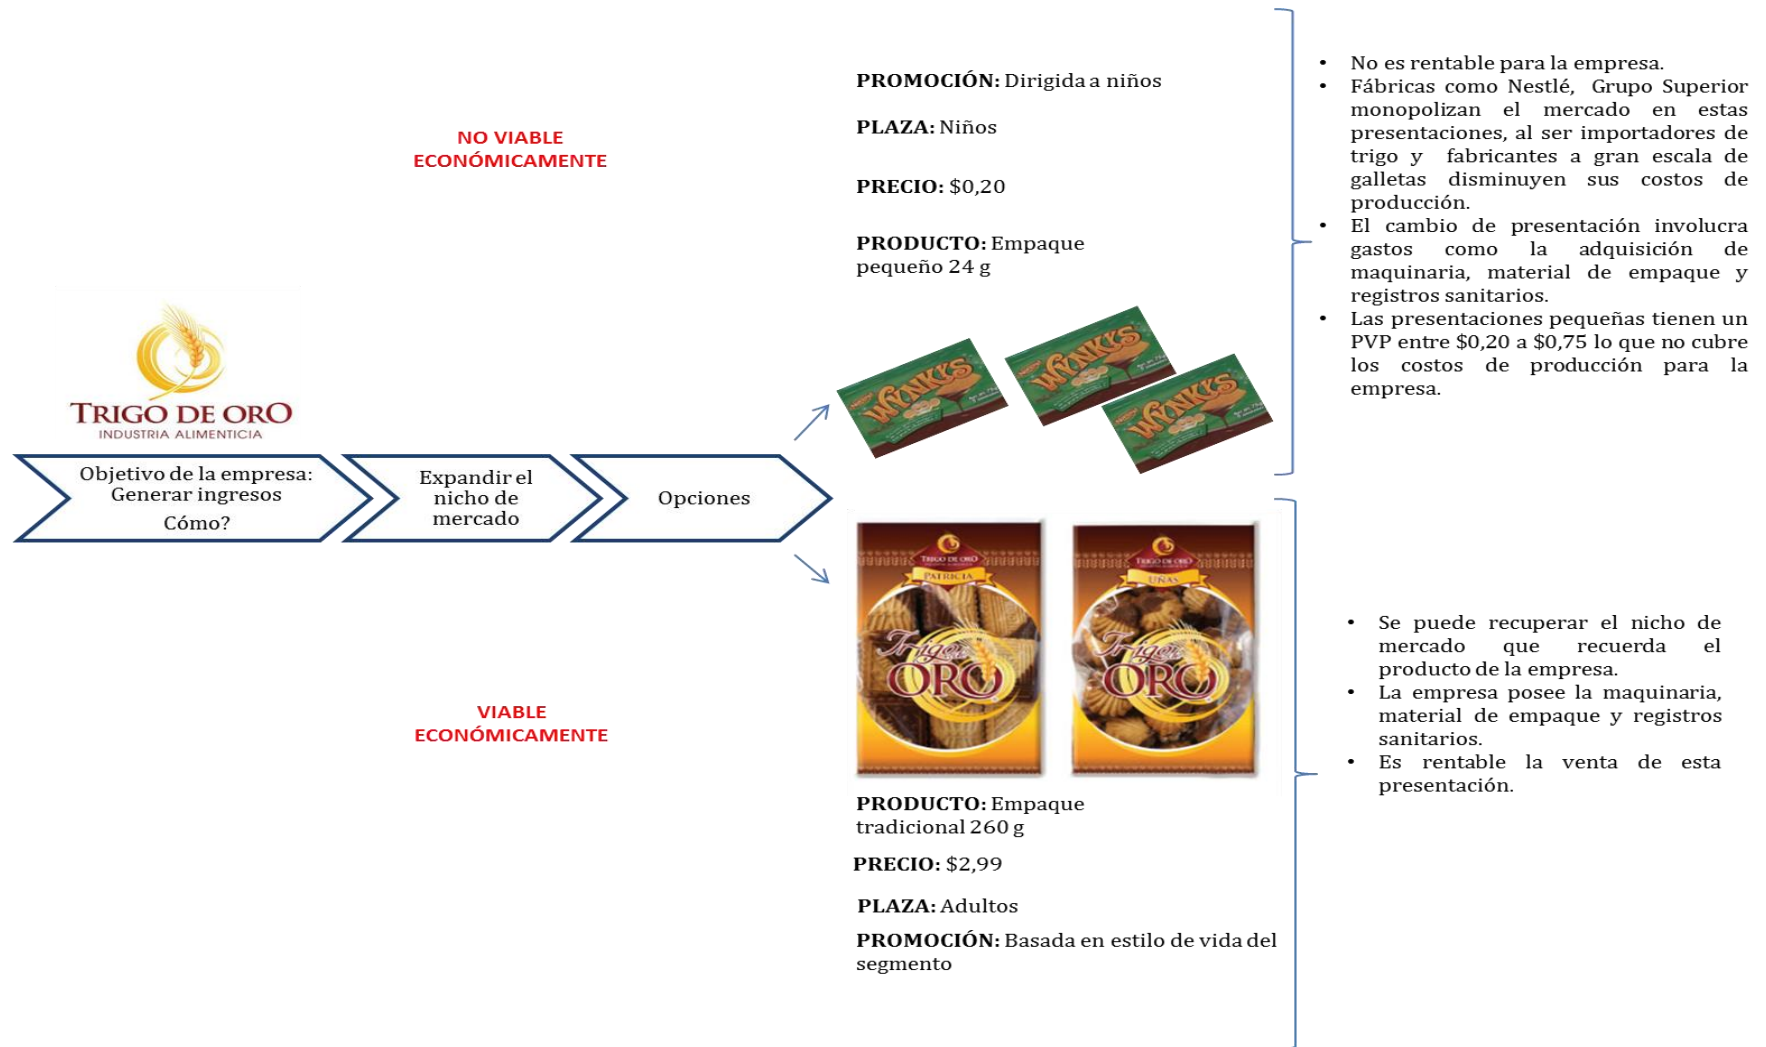 PROMOCIÓN: Dirigida a niños
PLAZA: Niños
NO VIABLE
ECONÓMICAMENTE
PRECIO: $0,20
PRODUCTO: Empaque
pequeño 24 g
• No es rentable para la empresa.
• Fábricas como Nestlé, Grupo Superior
monopolizan el mercado en estas
presentaciones, al ser importadores de
trigo y fabricantes a gran escala de
galletas disminuyen sus costos de
producción.
• El cambio de presentación involucra
gastos como la adquisición de
maquinaria, material de empaque y
registros sanitarios.
• Las presentaciones pequeñas tienen un
PVP entre $0,20 a $0,75 lo que no cubre
los costos de producción para la
empresa.
WYNKIS
WYNKIS
WYNKIS
TRIGO DE ORO
INDUSTRIA ALIMENTICIA
Objetivo de la empresa:
Generar ingresos
Cómo?
Expandir el
nicho de
mercado
Opciones
TRIGO DE ORO
PATRICIA
Trigo de
ORO
TRIGO DE ORO
UÑAS
Trigo de
ORO
VIABLE
ECONÓMICAMENTE
PRODUCTO: Empaque
tradicional 260 g
PRECIO: $2,99
PLAZA: Adultos
PROMOCIÓN: Basada en estilo de vida del
segmento
• Se puede recuperar el nicho de
mercado que recuerda el
producto de la empresa.
• La empresa posee la maquinaria,
material de empaque y registros
sanitarios.
• Es rentable la venta de esta
presentación.